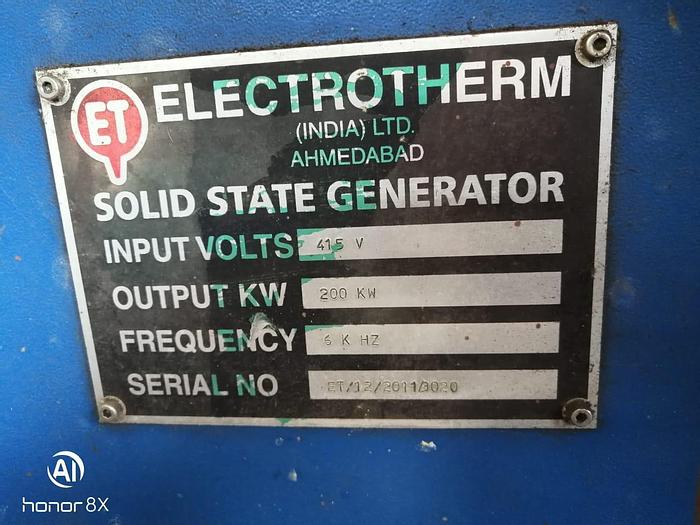 ET ELECTROTHERM
(INDIA) LTD.
AHMEDABAD
SOLID STATE GENERATOR
INPUT VOLTS 415 V
OUTPUT KW 200 KW
FREQUENCY 6 K HZ
SERIAL NO ET/12/2011/3020
AI
honor 8X